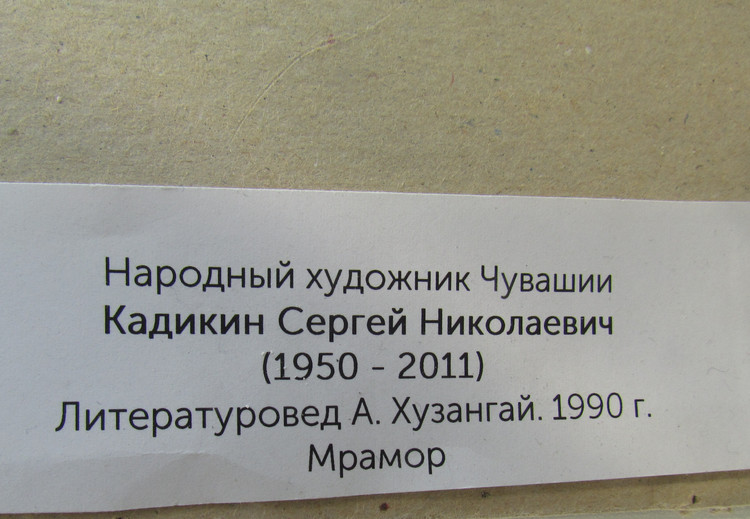 Народный художник Чувашии
Кадикин Сергей Николаевич
(1950 - 2011)
Литературовед А. Хузангай. 1990 г.
Мрамор